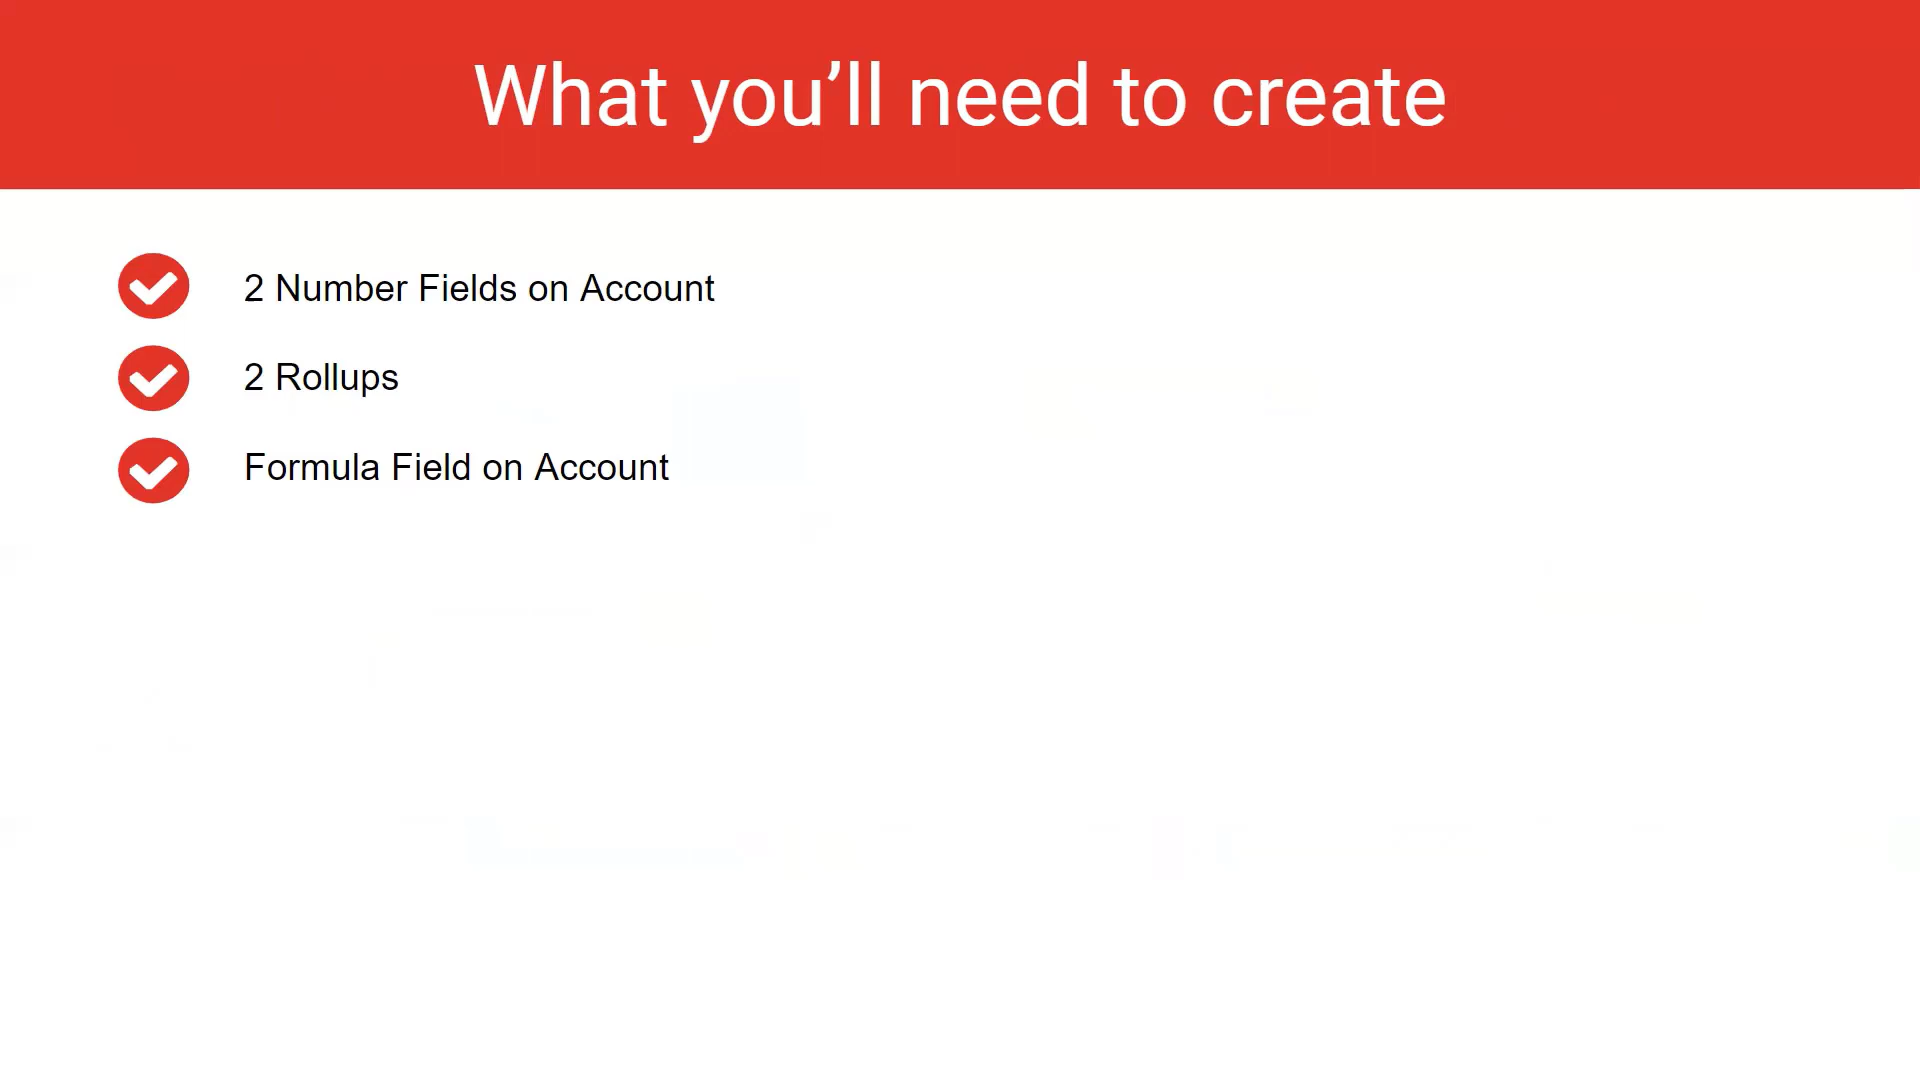 What you’ll need to create
2 Number Fields on Account
2 Rollups
Formula Field on Account